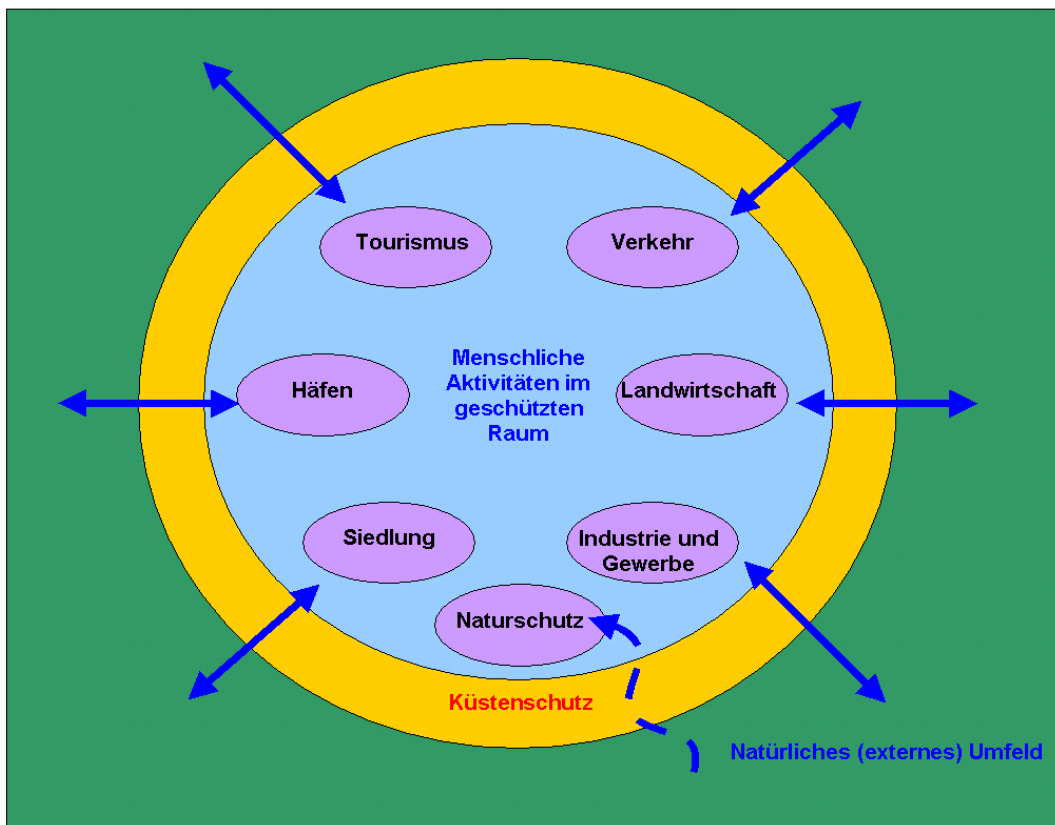 Tourismus
Verkehr
Menschliche
Aktivitäten im
geschützten
Raum
Häfen
Landwirtschaft
Siedlung
Industrie und
Gewerbe
Naturschutz
Küstenschutz
Natürliches (externes) Umfeld